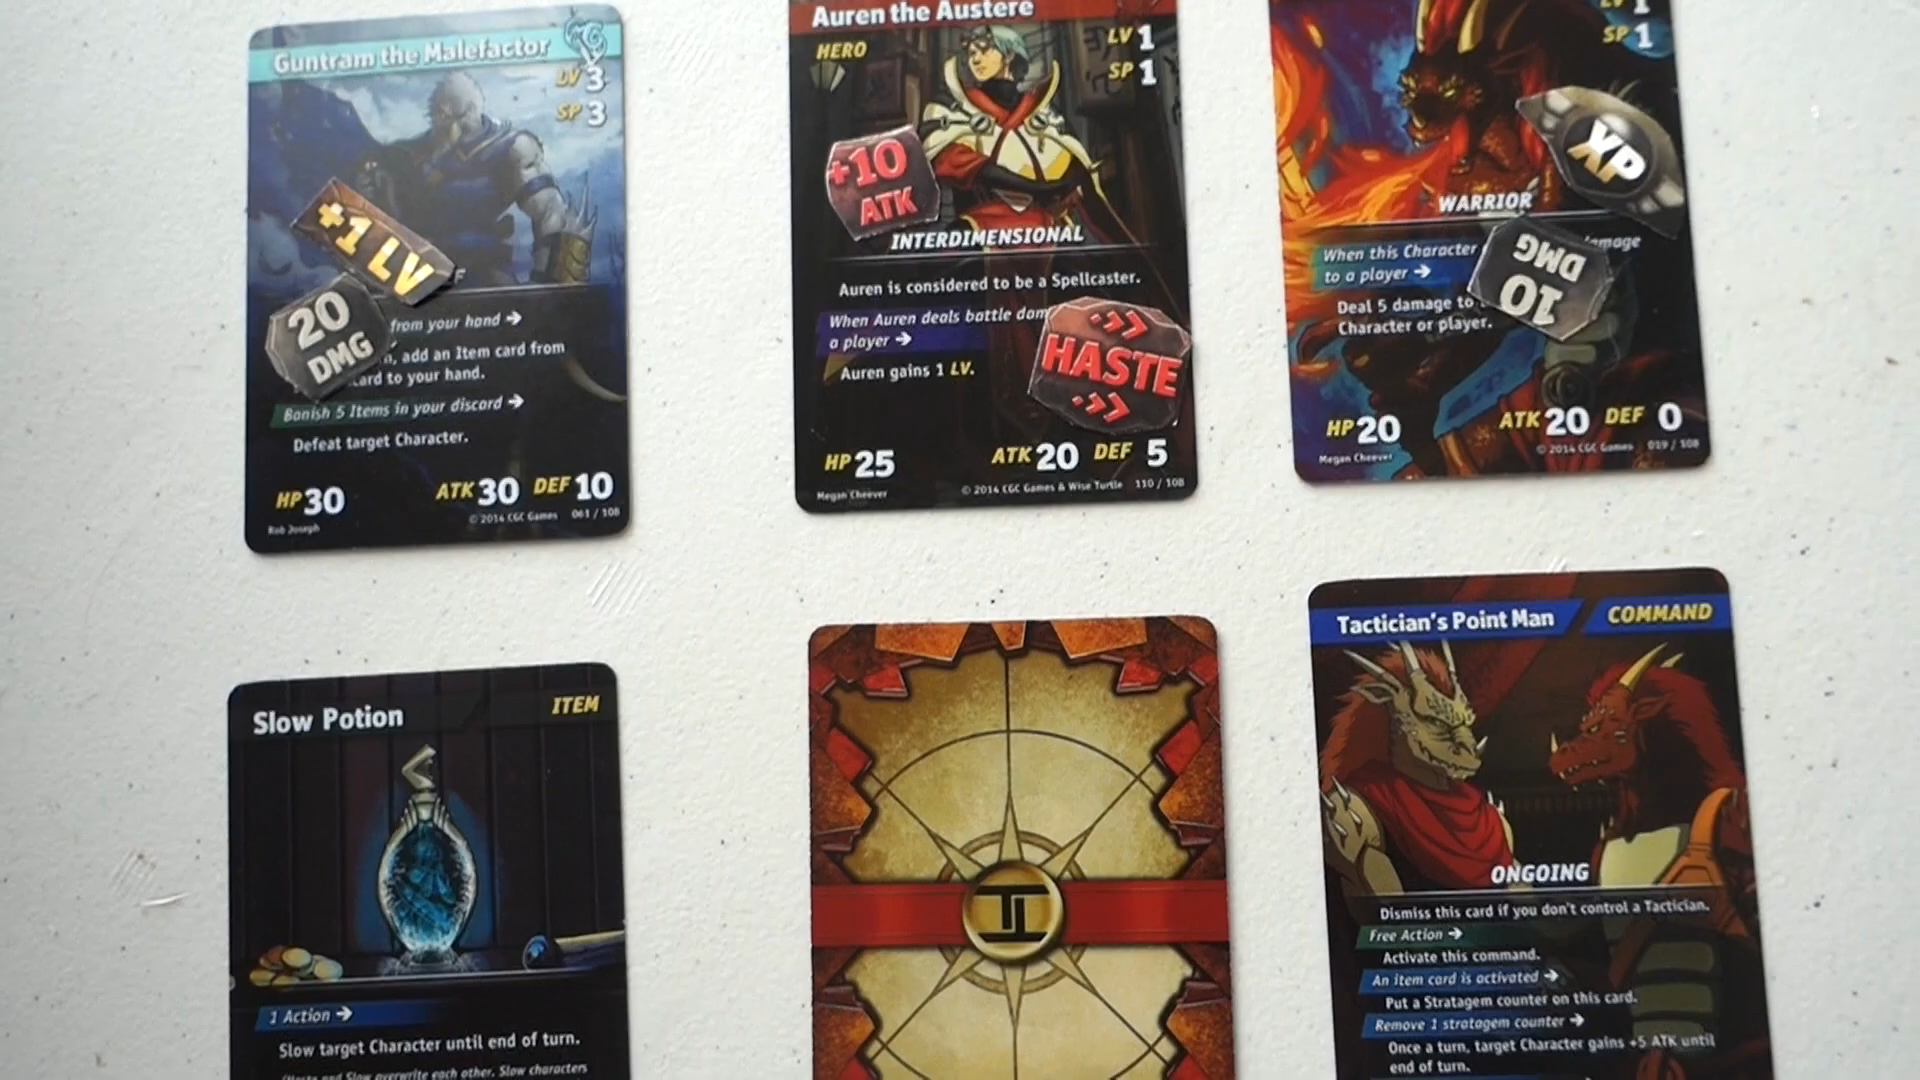 Guntram the Malefactor
LV 3
SP 3
+1 LV
20
DMG
from your hand →
, add an Item card from
card to your hand.
Banish 5 Items in your discard →
Defeat target Character.
HP 30 ATK 30 DEF 10
Rob Joseph © 2014 CGC Games 061 / 108
Auren the Austere
HERO
LV 1
SP 1
+10
ATK
INTERDIMENSIONAL
Auren is considered to be a Spellcaster.
When Auren deals battle dam
a player →
Auren gains 1 LV.
HASTE
HP 25 ATK 20 DEF 5
Megan Cheever © 2014 CGC Games & Wise Turtle 110 / 108
LV 1
SP 1
XP
WARRIOR
When this Character
to a player →
10
DMG
Deal 5 damage to
Character or player.
HP 20 ATK 20 DEF 0
Megan Cheever © 2014 CGC Games 019 / 108
Slow Potion
ITEM
1 Action →
Slow target Character until end of turn.
(Haste and Slow overwrite each other. Slow characters
Tactician's Point Man
COMMAND
ONGOING
Dismiss this card if you don't control a Tactician.
Free Action →
Activate this command.
An item card is activated →
Put a Stratagem counter on this card.
Remove 1 stratagem counter →
Once a turn, target Character gains +5 ATK until
end of turn.